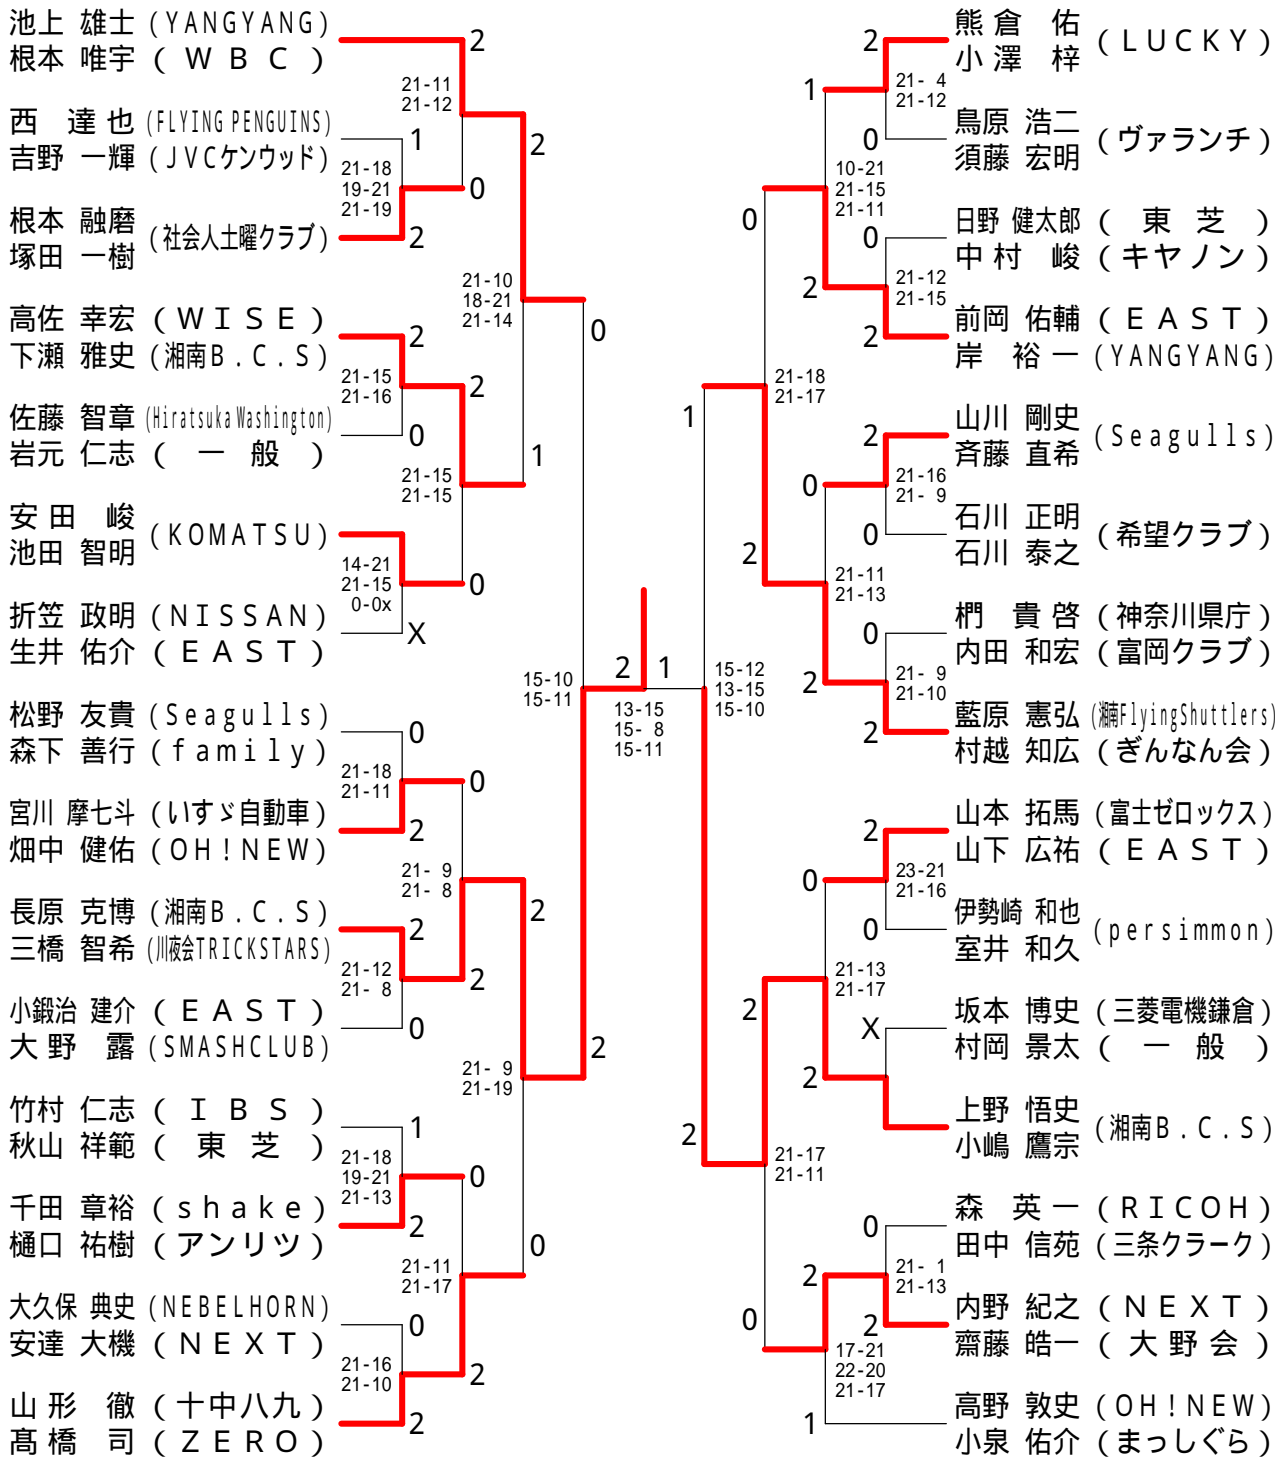 池上 雄士 (YANGYANG)
根本 唯宇 ( W B C )
2
21-11
21-12
西 達也 (FLYING PENGUINS)
吉野 一輝 (JVCケンウッド)
1
2
21-18
19-21
21-19
0
根本 融磨
塚田 一樹
(社会人土曜クラブ)
2
21-10
18-21
21-14
高佐 幸宏 (WISE)
下瀬 雅史 (湘南B.C.S)
2
0
21-15
21-16
2
佐藤 智章 (Hiratsuka Washington)
岩元 仁志 ( 一 般 )
0
1
21-15
21-15
安田 峻
池田 智明
(KOMATSU)
14-21
21-15
0-0x
0
折笠 政明 (NISSAN)
生井 佑介 (EAST)
X
15-10
15-11
松野 友貴 (Seagulls)
森下 善行 (family)
0
21-18
21-11
0
宮川 摩七斗 (いすゞ自動車)
畑中 健佑 (OH!NEW)
2
21- 9
21- 8
長原 克博 (湘南B.C.S)
三橋 智希 (川夜会TRICKSTARS)
2
2
21-12
21- 8
2
小鍛治 建介 (EAST)
大野 露 (SMASHCLUB)
0
2
21- 9
21-19
竹村 仁志 ( I B S )
秋山 祥範 ( 東 芝 )
1
21-18
19-21
21-13
0
千田 章裕 (shake)
樋口 祐樹 (アンリツ)
2
0
21-11
21-17
大久保 典史 (NEBELHORN)
安達 大機 (NEXT)
0
21-16
21-10
2
山形 徹 (十中八九)
髙橋 司 (ZERO)
2
2 1
13-15
15- 8
15-11
熊倉 佑
小澤 梓
(LUCKY)
2
21- 4
21-12
1
鳥原 浩二
須藤 宏明
(ヴァランチ)
0
10-21
21-15
21-11
0
日野 健太郎 ( 東 芝 )
中村 峻 (キヤノン)
0
21-12
21-15
2
前岡 佑輔 (EAST)
岸 裕一 (YANGYANG)
2
21-18
21-17
1
山川 剛史
斉藤 直希
(Seagulls)
2
21-16
21- 9
0
石川 正明
石川 泰之
(希望クラブ)
0
2
21-11
21-13
椚 貴啓 (神奈川県庁)
内田 和宏 (富岡クラブ)
0
21- 9
21-10
2
藍原 憲弘 (湘南FlyingShuttlers)
村越 知広 (ぎんなん会)
2
15-12
13-15
15-10
山本 拓馬 (富士ゼロックス)
山下 広祐 (EAST)
2
23-21
21-16
0
伊勢崎 和也
室井 和久
(persimmon)
0
21-13
21-17
2
坂本 博史 (三菱電機鎌倉)
村岡 景太 ( 一 般 )
X
2
上野 悟史
小嶋 鷹宗
(湘南B.C.S)
2
21-17
21-11
森 英一 (RICOH)
田中 信苑 (三条クラーク)
0
21- 1
21-13
2
0
内野 紀之 (NEXT)
齋藤 皓一 ( 大野会 )
2
17-21
22-20
21-17
高野 敦史 (OH!NEW)
小泉 佑介 (まっしぐら)
1